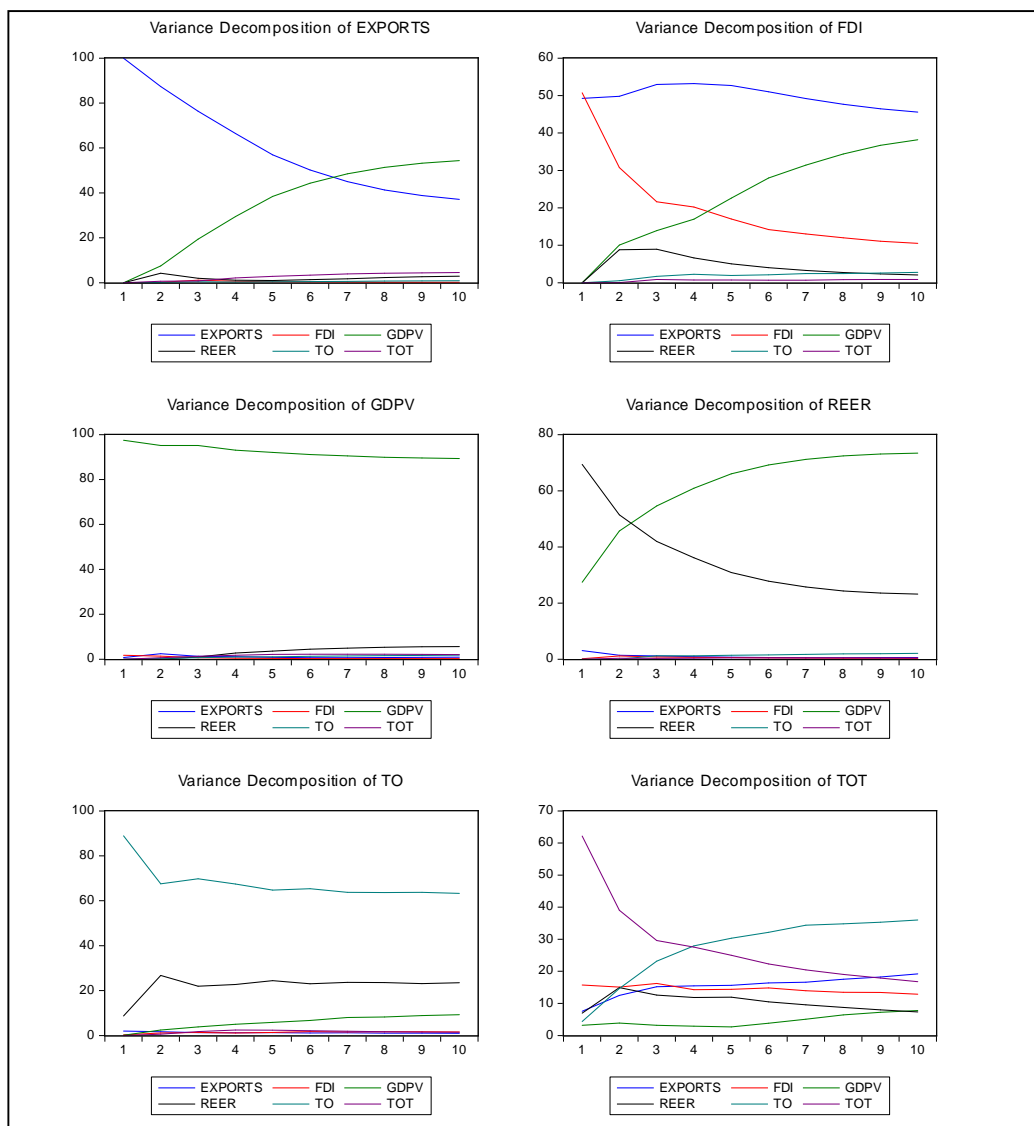 Variance Decomposition of EXPORTS
100
80
60
40
20
0
1 2 3 4 5 6 7 8 9 10
EXPORTS FDI GDPV
REER TO TOT
Variance Decomposition of FDI
60
50
40
30
20
10
0
1 2 3 4 5 6 7 8 9 10
EXPORTS FDI GDPV
REER TO TOT
Variance Decomposition of GDPV
100
80
60
40
20
0
1 2 3 4 5 6 7 8 9 10
EXPORTS FDI GDPV
REER TO TOT
Variance Decomposition of REER
80
60
40
20
0
1 2 3 4 5 6 7 8 9 10
EXPORTS FDI GDPV
REER TO TOT
Variance Decomposition of TO
100
80
60
40
20
0
1 2 3 4 5 6 7 8 9 10
EXPORTS FDI GDPV
REER TO TOT
Variance Decomposition of TOT
70
60
50
40
30
20
10
0
1 2 3 4 5 6 7 8 9 10
EXPORTS FDI GDPV
REER TO TOT